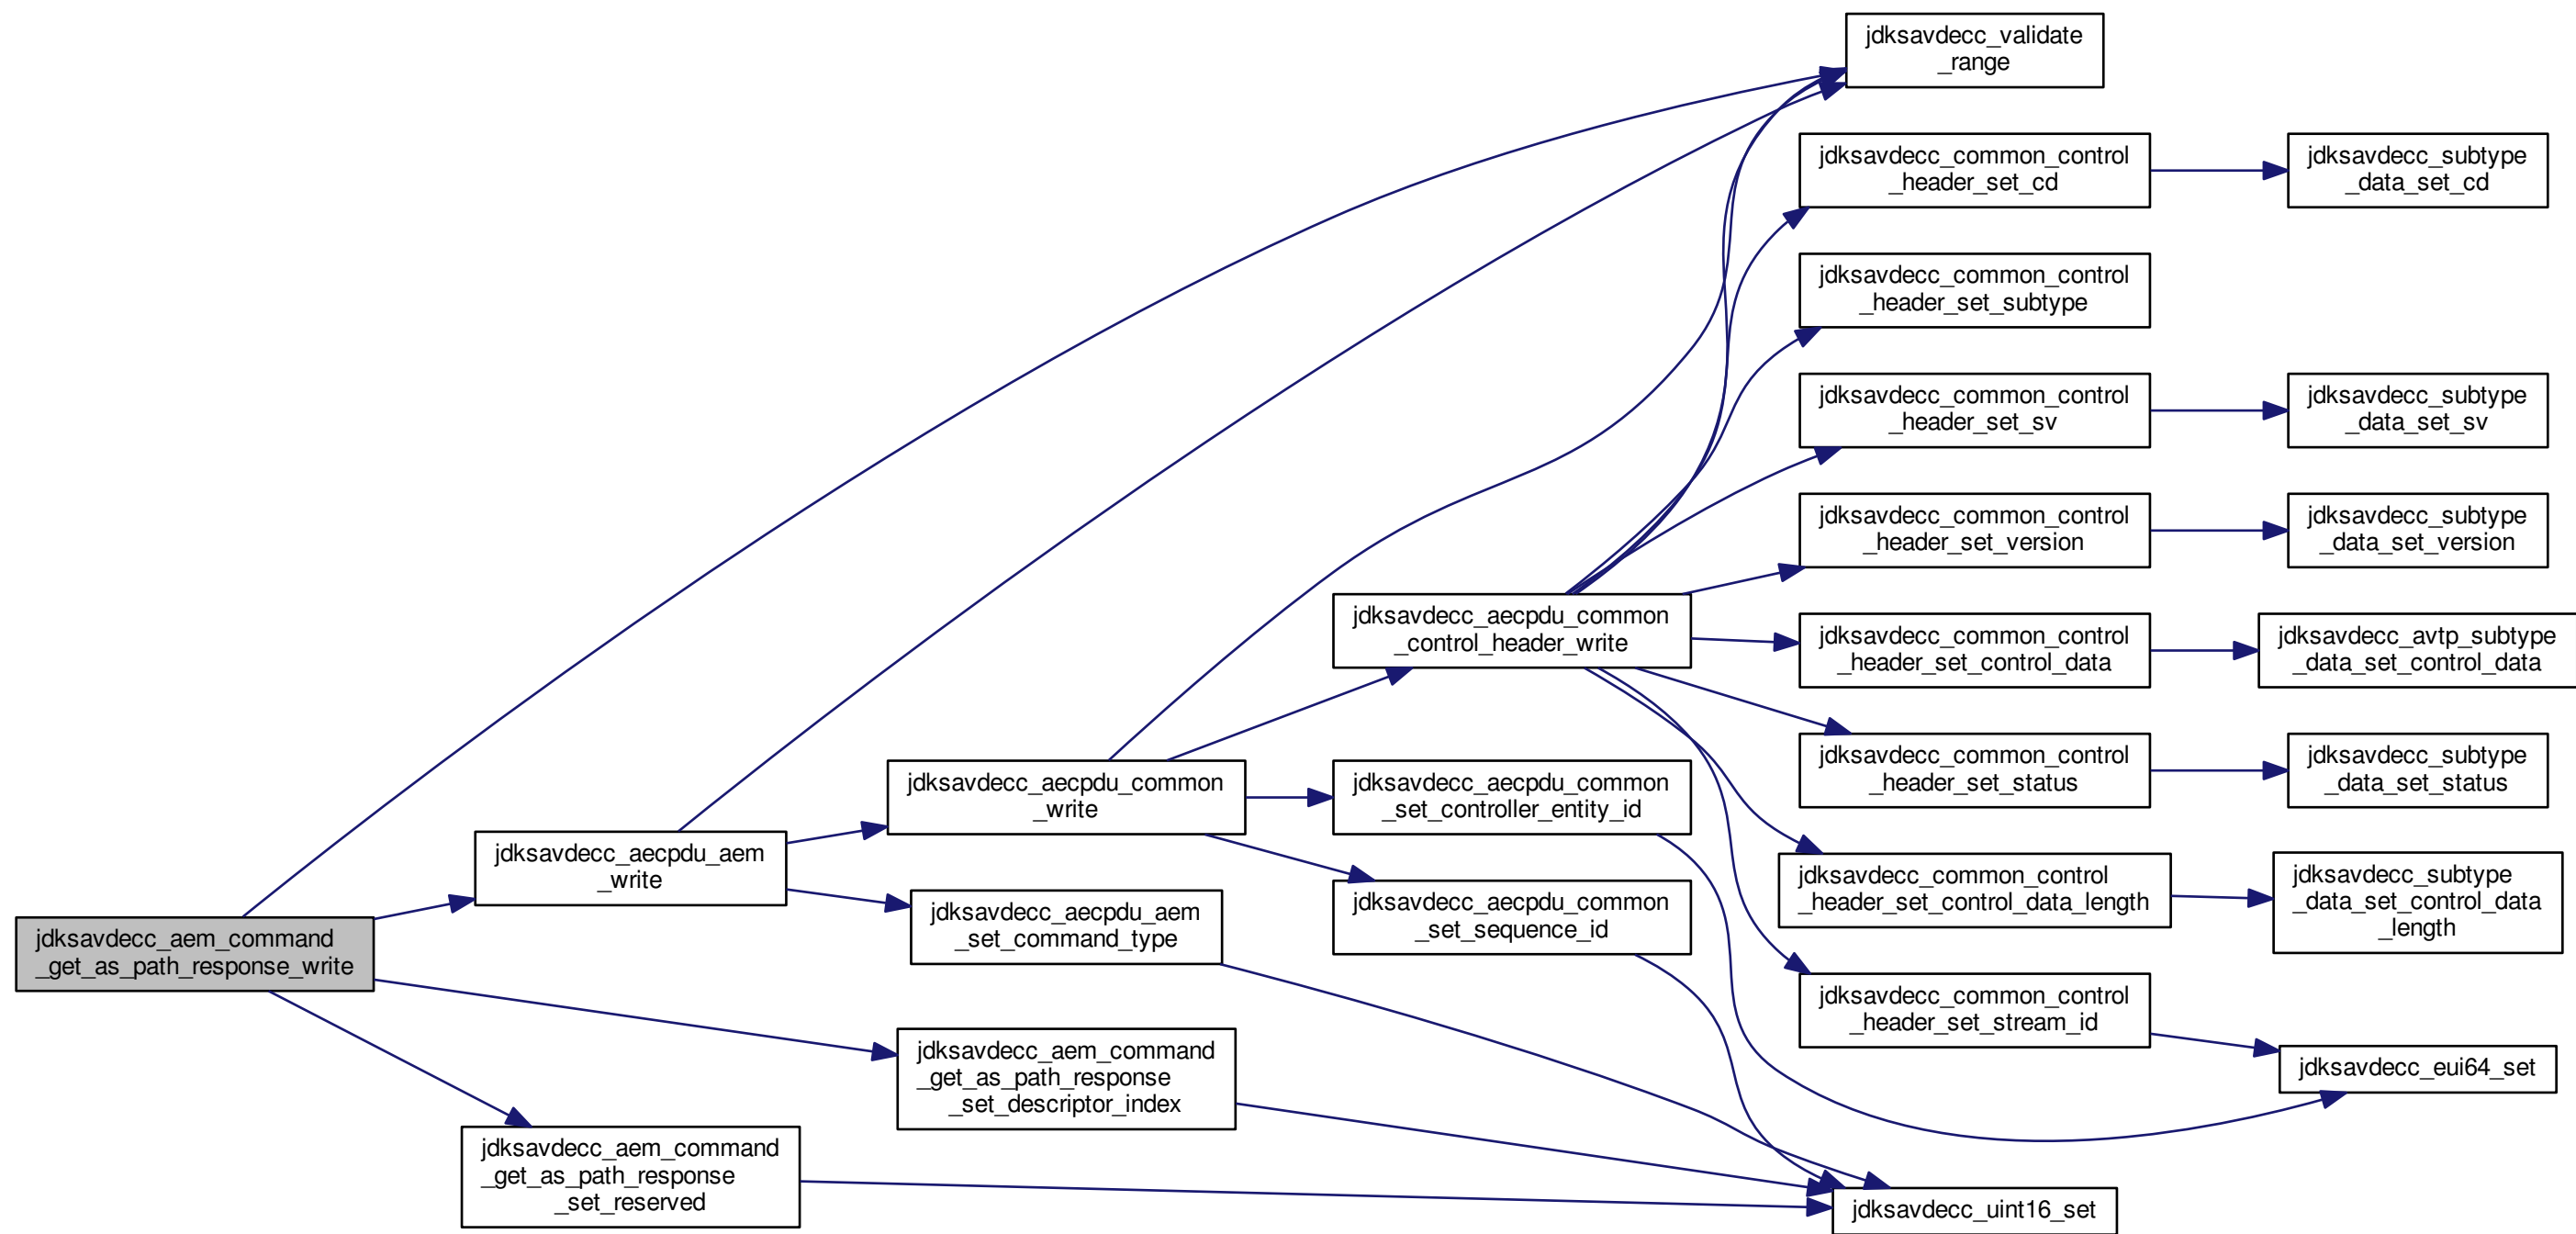 jdksavdecc_validate
_range
jdksavdecc_common_control
_header_set_cd
jdksavdecc_subtype
_data_set_cd
jdksavdecc_common_control
_header_set_subtype
jdksavdecc_common_control
_header_set_sv
jdksavdecc_subtype
_data_set_sv
jdksavdecc_common_control
_header_set_version
jdksavdecc_subtype
_data_set_version
jdksavdecc_aecpdu_common
_control_header_write
jdksavdecc_common_control
_header_set_control_data
jdksavdecc_avtp_subtype
_data_set_control_data
jdksavdecc_common_control
_header_set_status
jdksavdecc_subtype
_data_set_status
jdksavdecc_aecpdu_common
_write
jdksavdecc_aecpdu_common
_set_controller_entity_id
jdksavdecc_aecpdu_aem
_write
jdksavdecc_common_control
_header_set_control_data_length
jdksavdecc_subtype
_data_set_control_data
_length
jdksavdecc_aecpdu_aem
_set_command_type
jdksavdecc_aecpdu_common
_set_sequence_id
jdksavdecc_aem_command
_get_as_path_response_write
jdksavdecc_common_control
_header_set_stream_id
jdksavdecc_eui64_set
jdksavdecc_aem_command
_get_as_path_response
_set_descriptor_index
jdksavdecc_aem_command
_get_as_path_response
_set_reserved
jdksavdecc_uint16_set